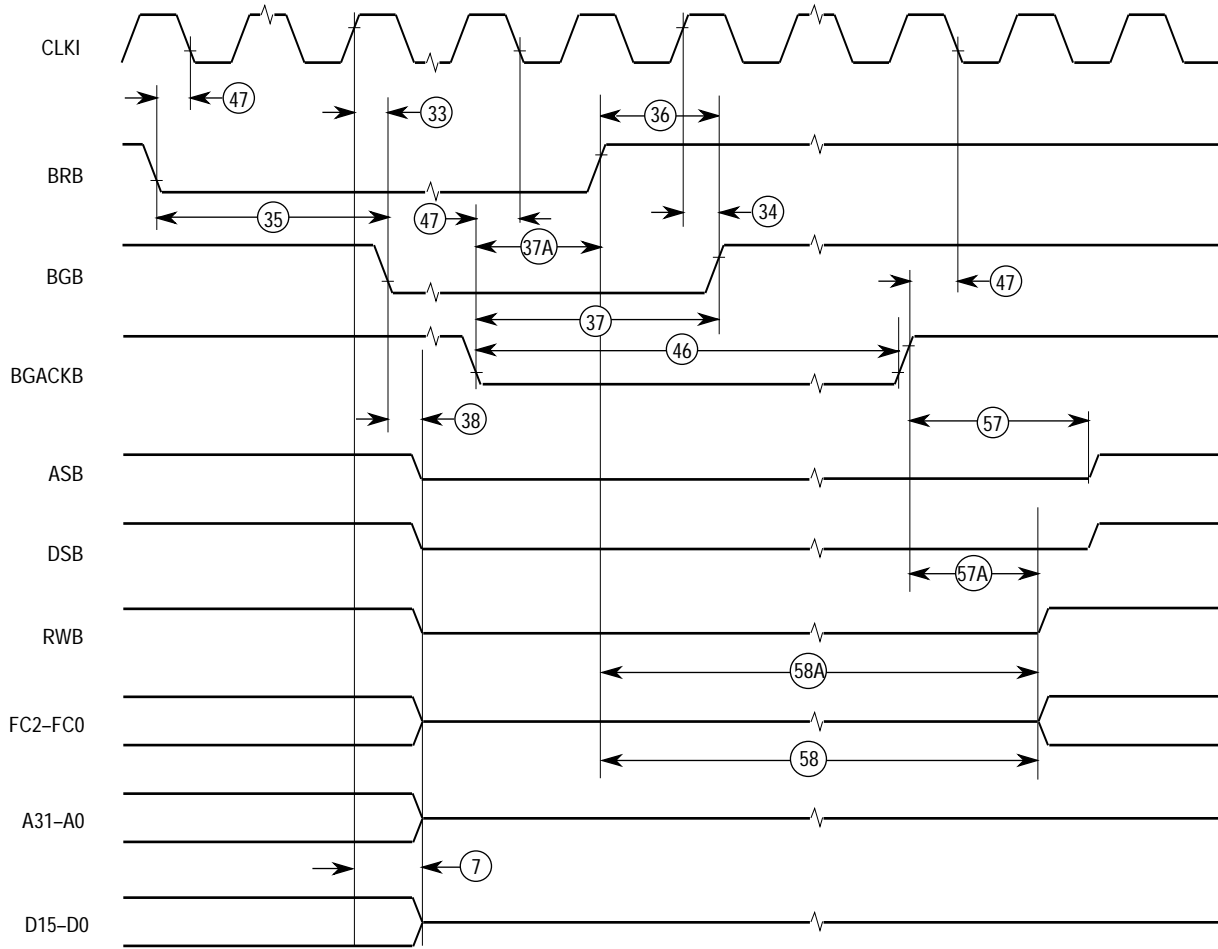 CLKI
47
33
36
BRB
35
47
37A
34
BGB
47
37
46
BGACKB
38
57
ASB
DSB
57A
RWB
58A
FC2–FC0
58
A31–A0
7
D15–D0